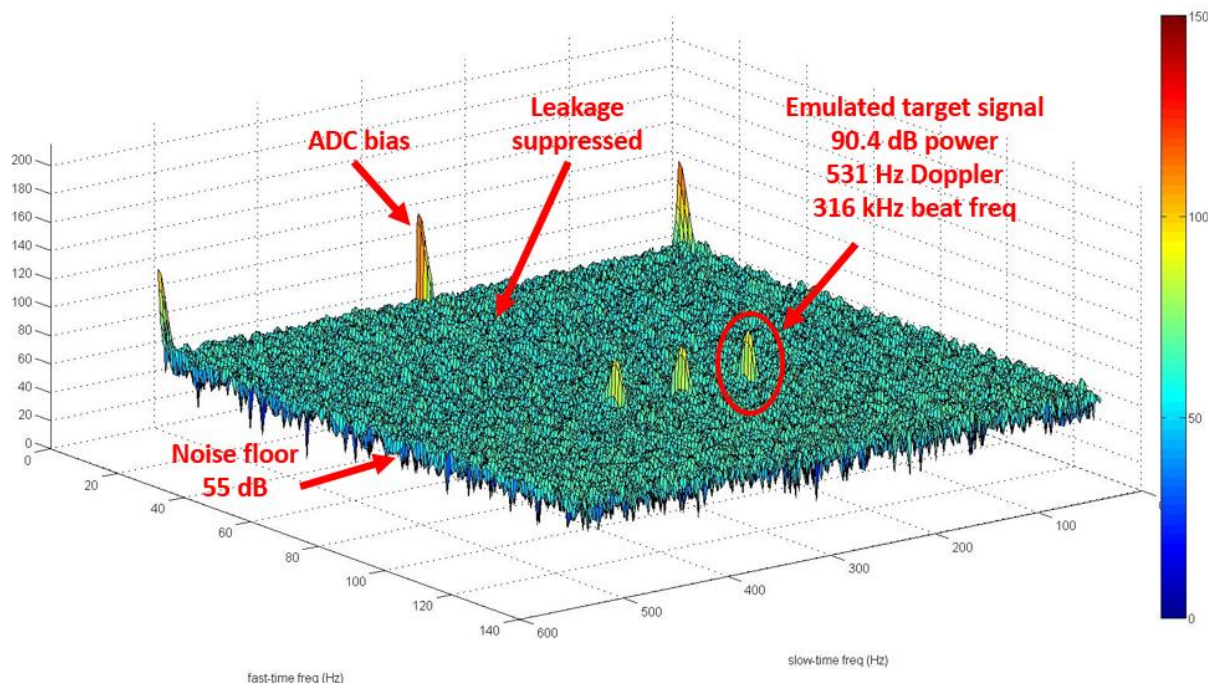 150
100
50
0
ADC bias
Leakage
suppressed
Emulated target signal
90.4 dB power
531 Hz Doppler
316 kHz beat freq
200
180
160
140
120
100
80
60
40
20
0
Noise floor
55 dB
0
20
40
60
80
100
120
140
600
500
400
300
200
100
fast-time freq (Hz)
slow-time freq (Hz)